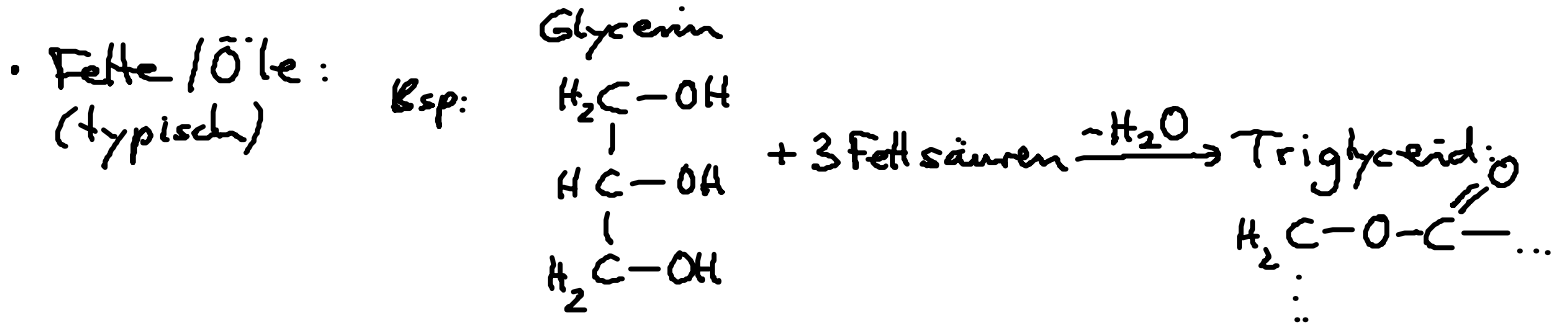 Glycerin
· Fette/Öle:
(typisch)
Bsp:
H₂C–OH
HC–OH
H₂C–OH
+ 3 Fettsäuren
-H₂O
→ Triglycerid:
O
H₂C–O–C– ...